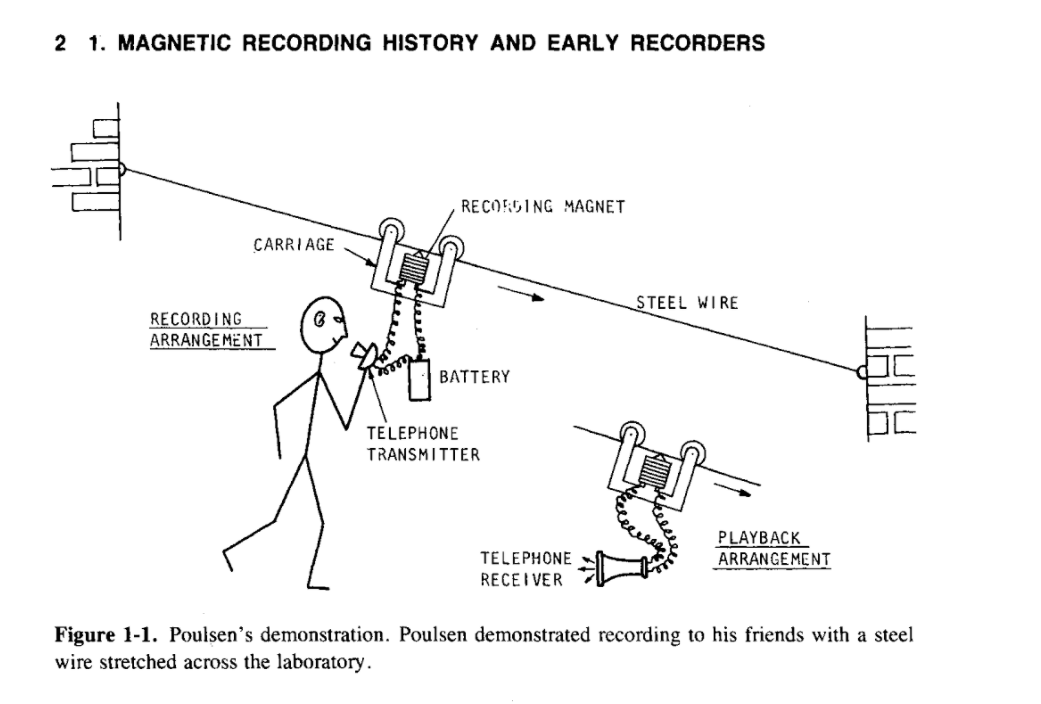 2 1. MAGNETIC RECORDING HISTORY AND EARLY RECORDERS
RECORDING MAGNET
CARRIAGE
STEEL WIRE
RECORDING
ARRANGEMENT
BATTERY
TELEPHONE
TRANSMITTER
PLAYBACK
ARRANGEMENT
TELEPHONE
RECEIVER
Figure 1-1. Poulsen's demonstration. Poulsen demonstrated recording to his friends with a steel
wire stretched across the laboratory.